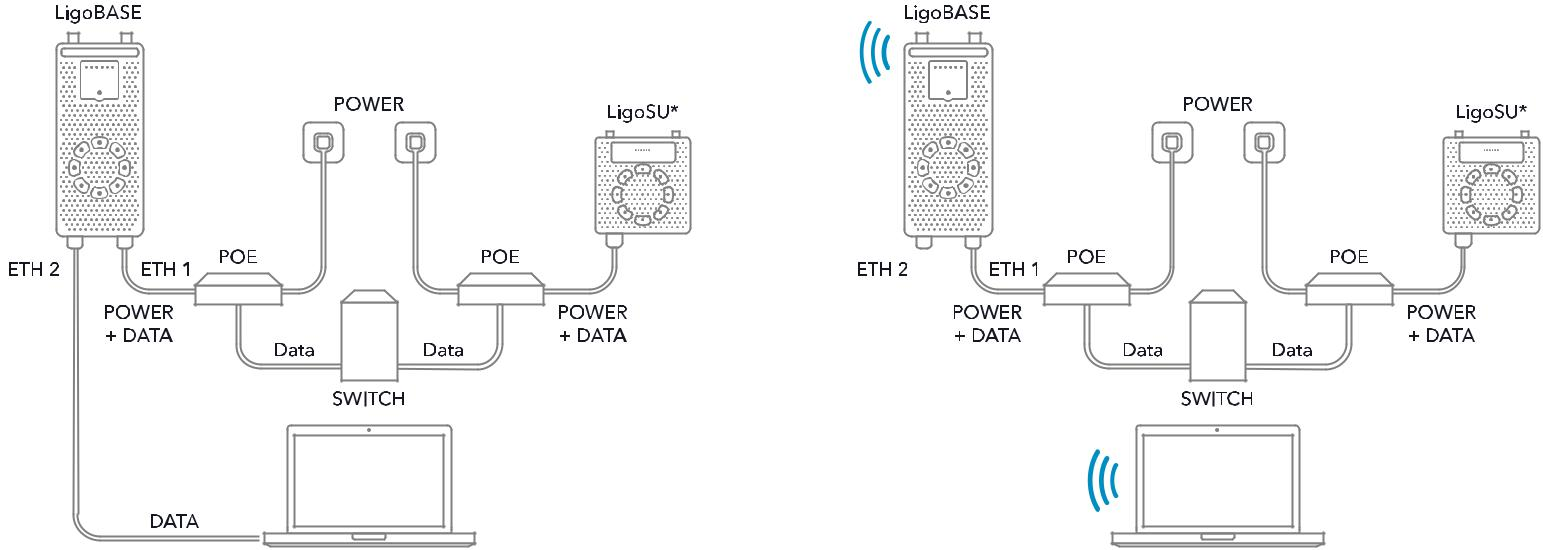 LigoBASE
POWER
LigoSU*
ETH 2
ETH 1
POE
POE
POWER
+ DATA
POWER
+ DATA
Data
Data
SWITCH
DATA
LigoBASE
POWER
LigoSU*
ETH 2
ETH 1
POE
POE
POWER
+ DATA
POWER
+ DATA
Data
Data
SWITCH